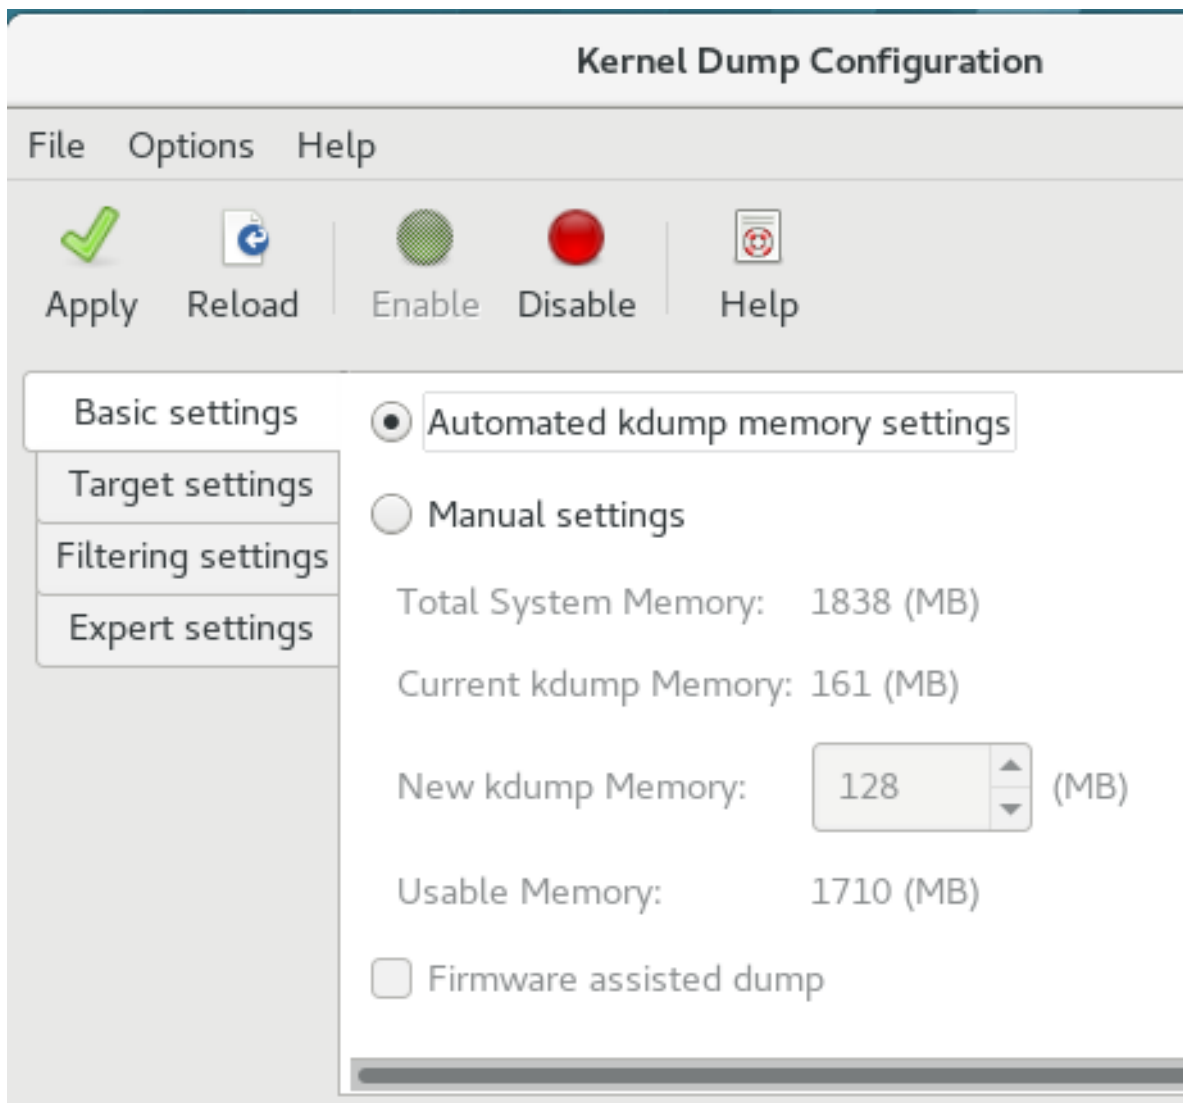 Kernel Dump Configuration
File Options Help
Apply Reload Enable Disable Help
Basic settings
Target settings
Filtering settings
Expert settings
Automated kdump memory settings
Manual settings
Total System Memory: 1838 (MB)
Current kdump Memory: 161 (MB)
New kdump Memory: 128 (MB)
Usable Memory: 1710 (MB)
Firmware assisted dump